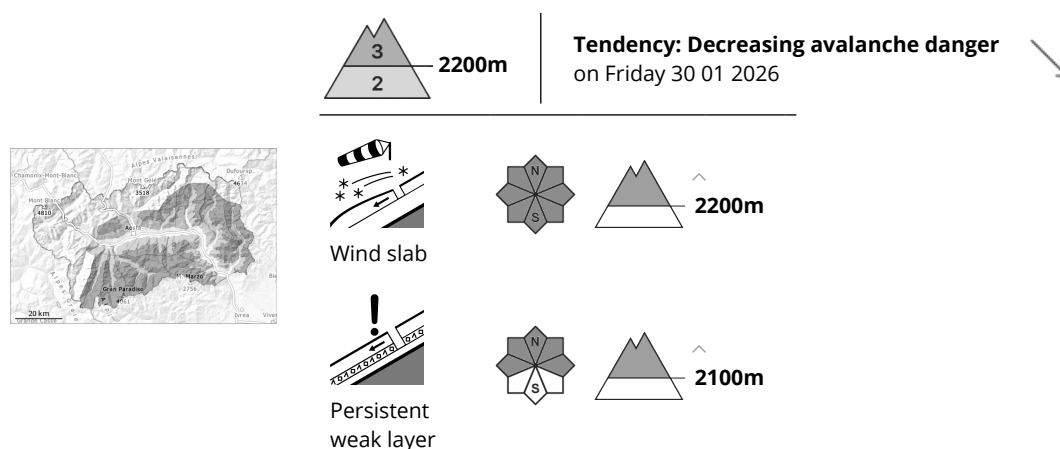 3
2
2200m
Tendency: Decreasing avalanche danger
on Friday 30 01 2026
Alpes Valaisannes
Chamonix-Mont-Blanc
Mont Gelé
3518
Dufoursp.
4634
Mont Blanc
4810
Aosta
M. Marzo
2756
Gran Paradiso
4061
20 km
Grande Casse
Ivrea
N
S
2200m
Wind slab
N
S
2100m
Persistent
weak layer